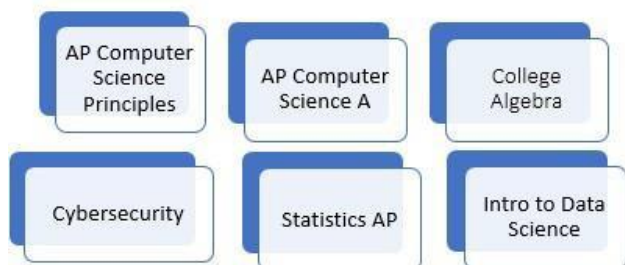 AP Computer
Science
Principles
AP Computer
Science A
College
Algebra
Cybersecurity
Statistics AP
Intro to Data
Science